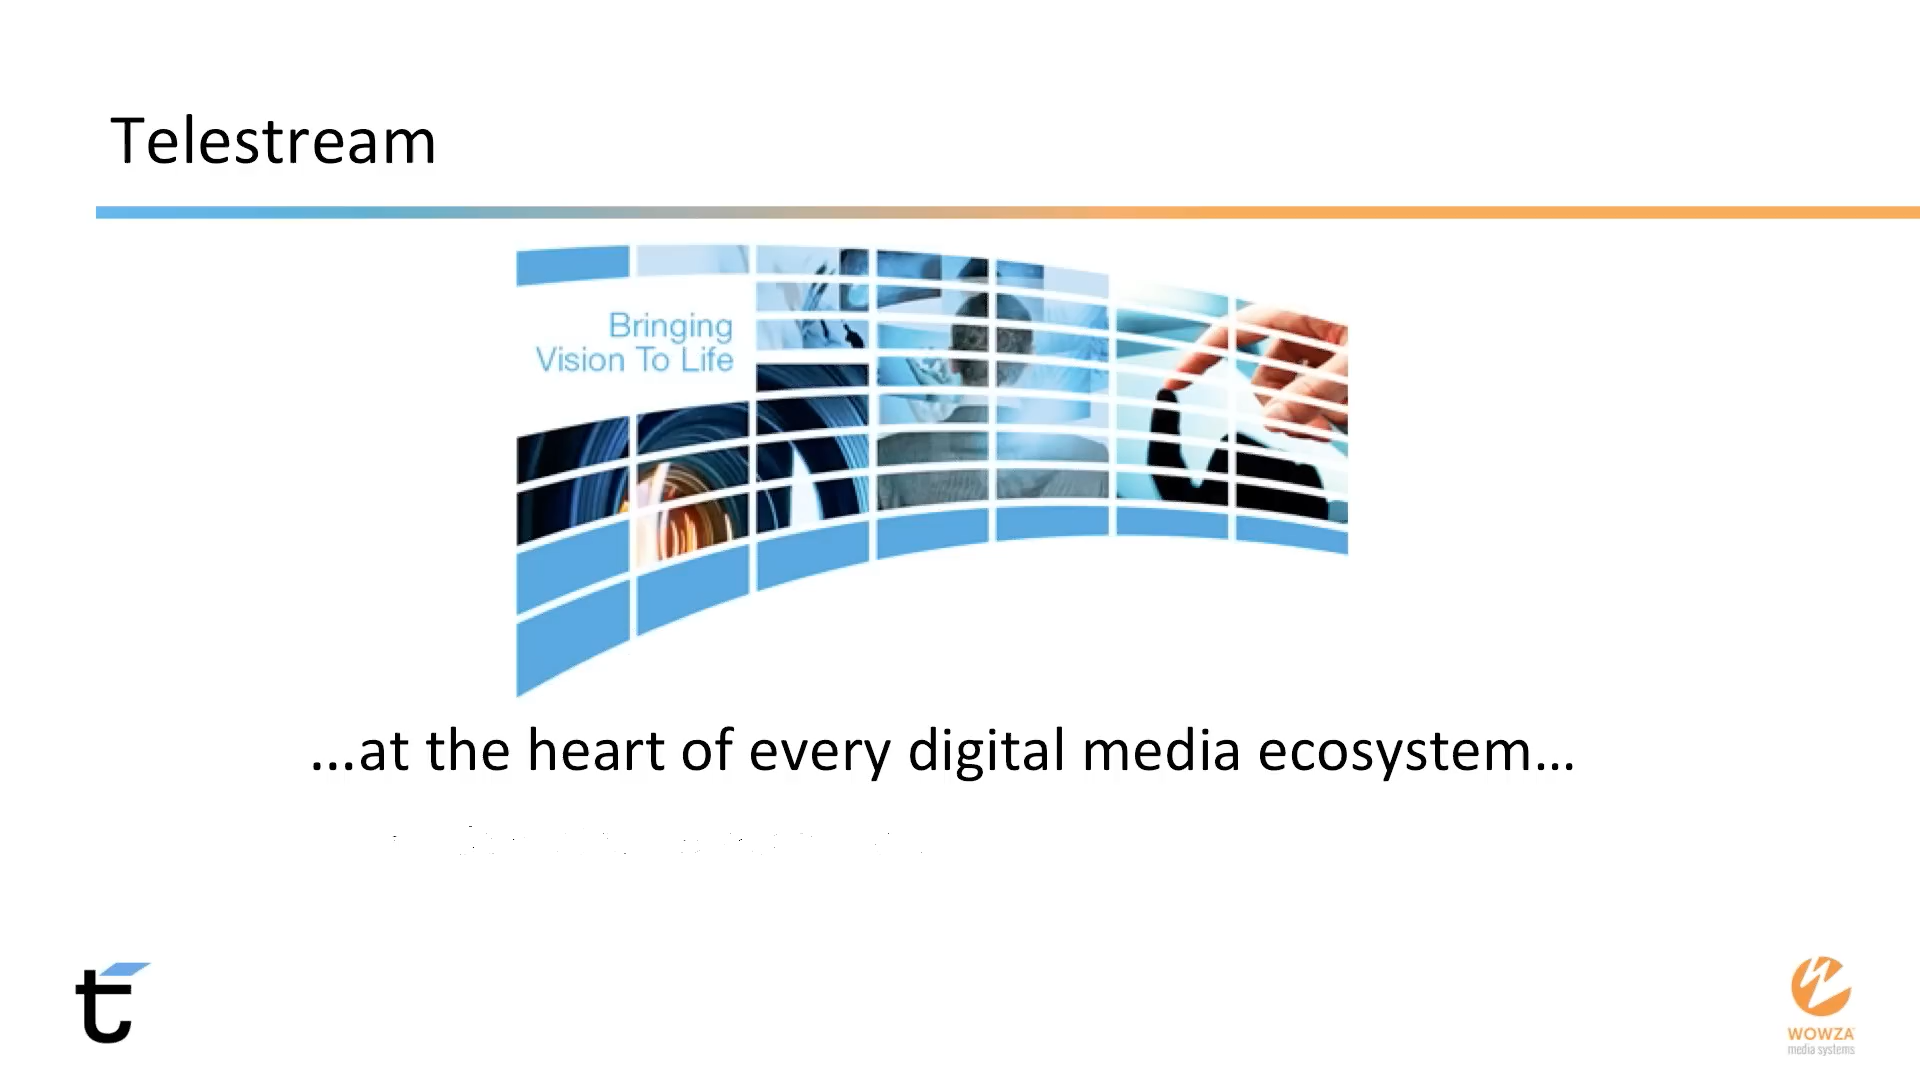 Telestream
Bringing
Vision To Life
...at the heart of every digital media ecosystem...
WOWZA
media systems